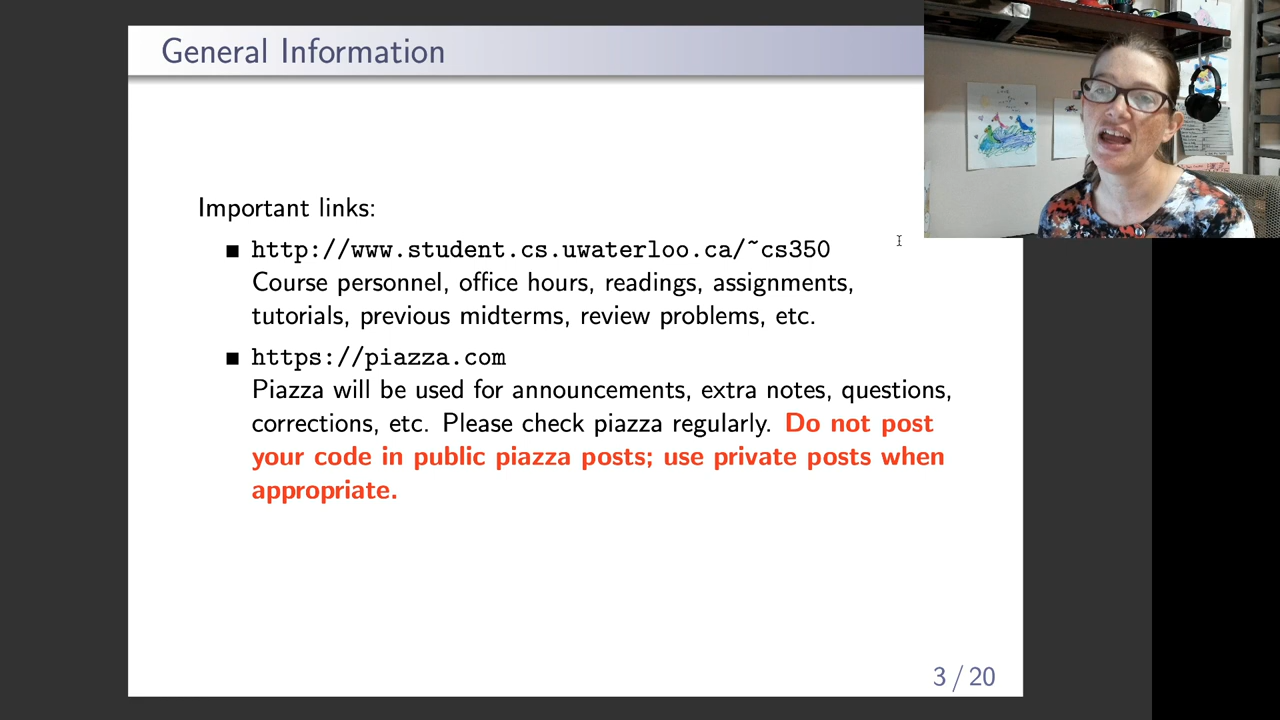 General Information
Important links:
■ http://www.student.cs.uwaterloo.ca/~cs350
Course personnel, office hours, readings, assignments,
tutorials, previous midterms, review problems, etc.
■ https://piazza.com
Piazza will be used for announcements, extra notes, questions,
corrections, etc. Please check piazza regularly. Do not post
your code in public piazza posts; use private posts when
appropriate.
3 / 20